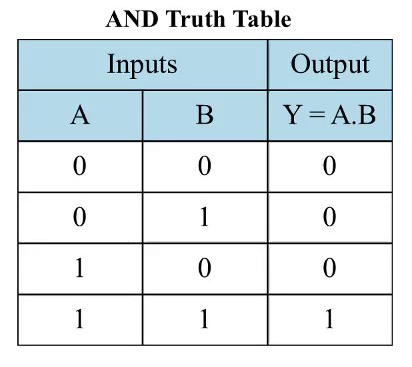 AND Truth Table
Inputs Output
A B Y = A.B
0 0 0
0 1 0
1 0 0
1 1 1